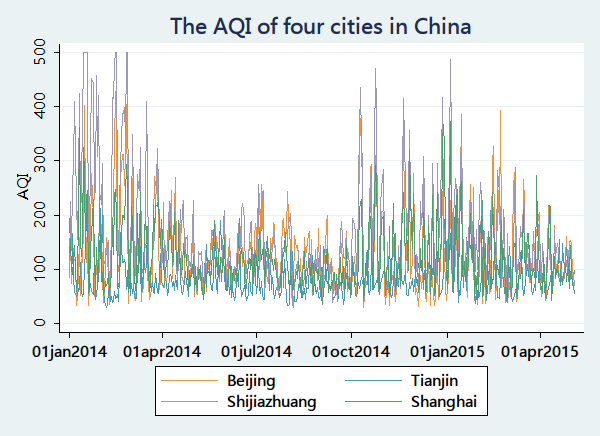 The AQI of four cities in China
500
400
300
200
100
0
AQI
01jan2014 01apr2014 01jul2014 01oct2014 01jan2015 01apr2015
Beijing Tianjin
Shijiazhuang Shanghai